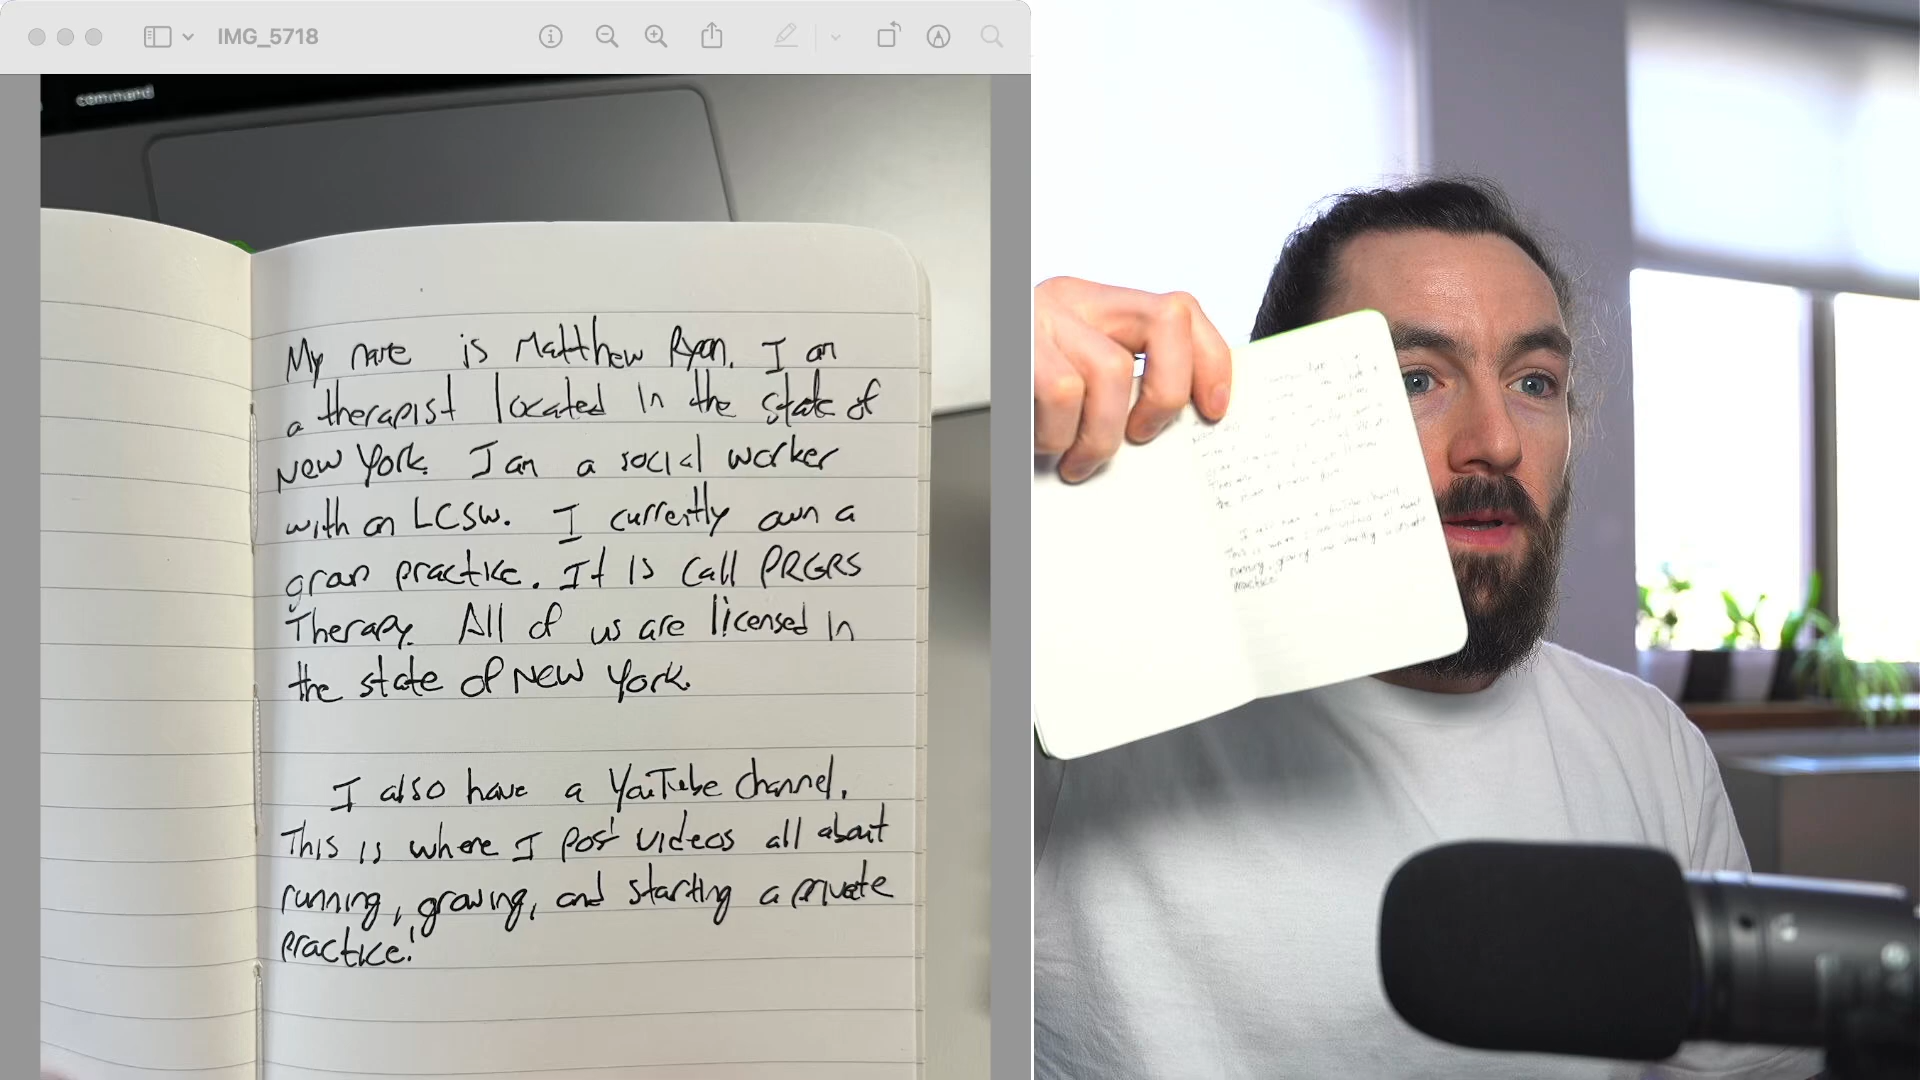 IMG_5718
command
My name is Matthew Ryan. I am
a therapist located in the state of
New York. I am a social worker
with an LCSW. I currently own a
group practice. It is call PRGRS
Therapy. All of us are licensed in
the state of New York.
I also have a YouTube channel.
This is where I post videos all about
running, growing, and starting a private
practice!